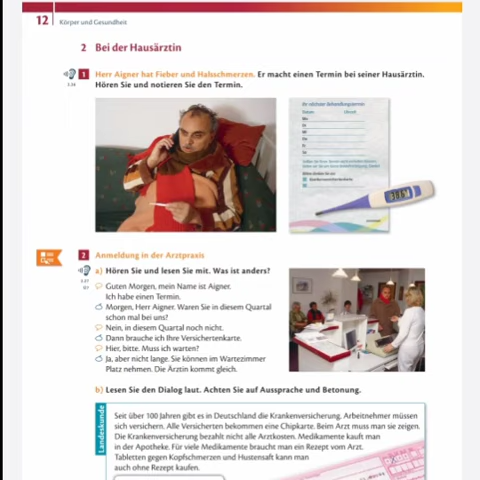 12 Körper und Gesundheit
2 Bei der Hausärztin
1 Herr Aigner hat Fieber und Halsschmerzen. Er macht einen Termin bei seiner Hausärztin.
Hören Sie und notieren Sie den Termin.
Ihr nächster Behandlungstermin
2 Anmeldung in der Arztpraxis
a) Hören Sie und lesen Sie mit. Was ist anders?
Guten Morgen, mein Name ist Aigner.
Ich habe einen Termin.
Morgen, Herr Aigner. Waren Sie in diesem Quartal
schon mal bei uns?
Nein, in diesem Quartal noch nicht.
Dann brauche ich Ihre Versichertenkarte.
Hier, bitte. Muss ich warten?
Ja, aber nicht lange. Sie können im Wartezimmer
Platz nehmen. Die Ärztin kommt gleich.
b) Lesen Sie den Dialog laut. Achten Sie auf Aussprache und Betonung.
Landeskunde
Seit über 100 Jahren gibt es in Deutschland die Krankenversicherung. Arbeitnehmer müssen
sich versichern. Alle Versicherten bekommen eine Chipkarte. Beim Arzt muss man sie zeigen.
Die Krankenversicherung bezahlt nicht alle Arztkosten. Medikamente kauft man
in der Apotheke. Für viele Medikamente braucht man ein Rezept vom Arzt.
Tabletten gegen Kopfschmerzen und Hustensaft kann man
auch ohne Rezept kaufen.